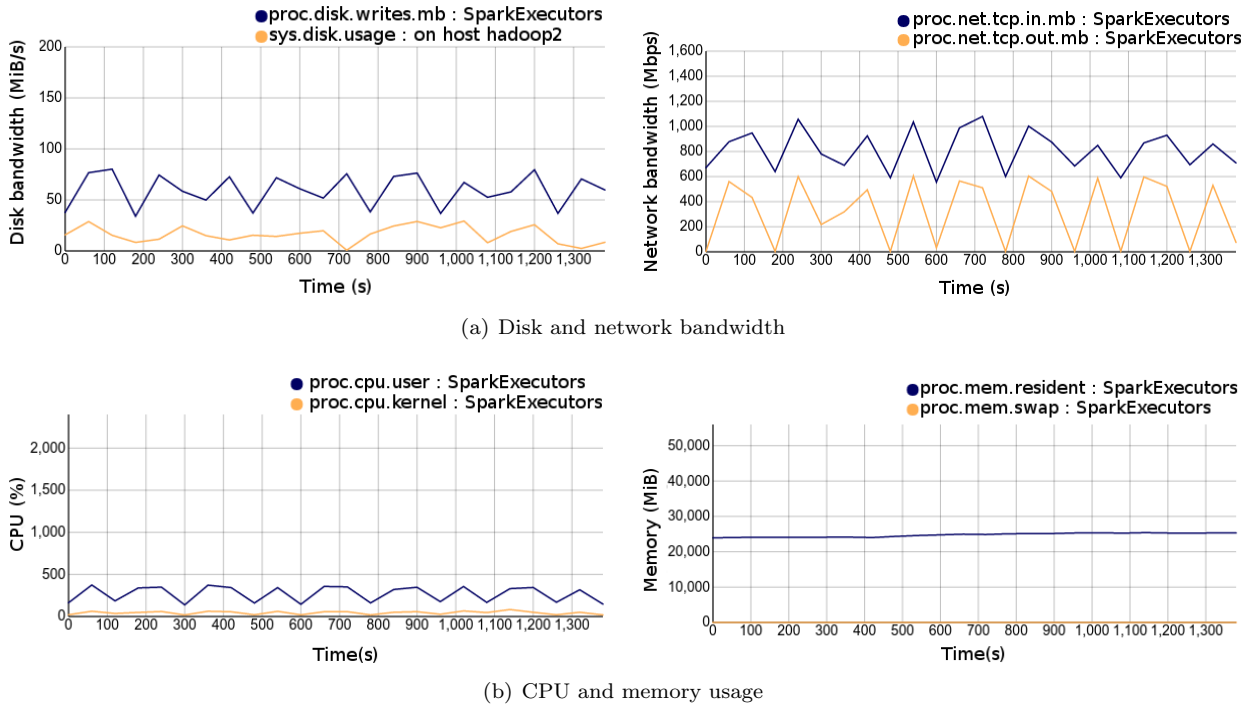 proc.disk.writes.mb : SparkExecutors
sys.disk.usage : on host hadoop2
Disk bandwidth (MiB/s)
200
150
100
50
0
0 100 200 300 400 500 600 700 800 900 1,000 1,100 1,200 1,300
Time (s)
proc.net.tcp.in.mb : SparkExecutors
proc.net.tcp.out.mb : SparkExecutors
Network bandwidth (Mbps)
1,600
1,400
1,200
1,000
800
600
400
200
0
0 100 200 300 400 500 600 700 800 900 1,000 1,100 1,200 1,300
Time (s)
(a) Disk and network bandwidth
proc.cpu.user : SparkExecutors
proc.cpu.kernel : SparkExecutors
CPU (%)
2,000
1,500
1,000
500
0
0 100 200 300 400 500 600 700 800 900 1,000 1,100 1,200 1,300
Time(s)
proc.mem.resident : SparkExecutors
proc.mem.swap : SparkExecutors
Memory (MiB)
50,000
40,000
30,000
20,000
10,000
0
0 100 200 300 400 500 600 700 800 900 1,000 1,100 1,200 1,300
Time(s)
(b) CPU and memory usage